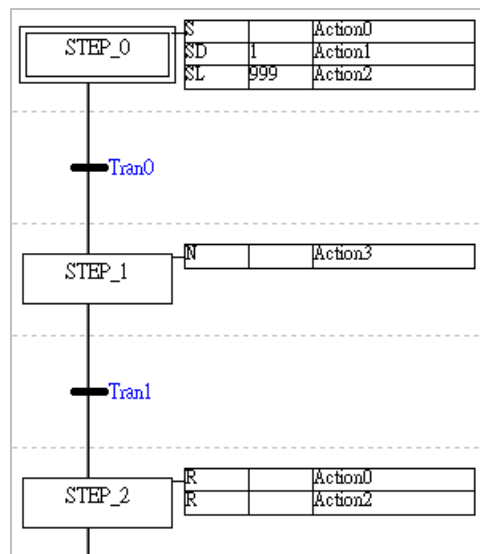 STEP_0 S Action0
SD 1 Action1
SL 999 Action2
Tran0
STEP_1 N Action3
Tran1
STEP_2 R Action0
R Action2